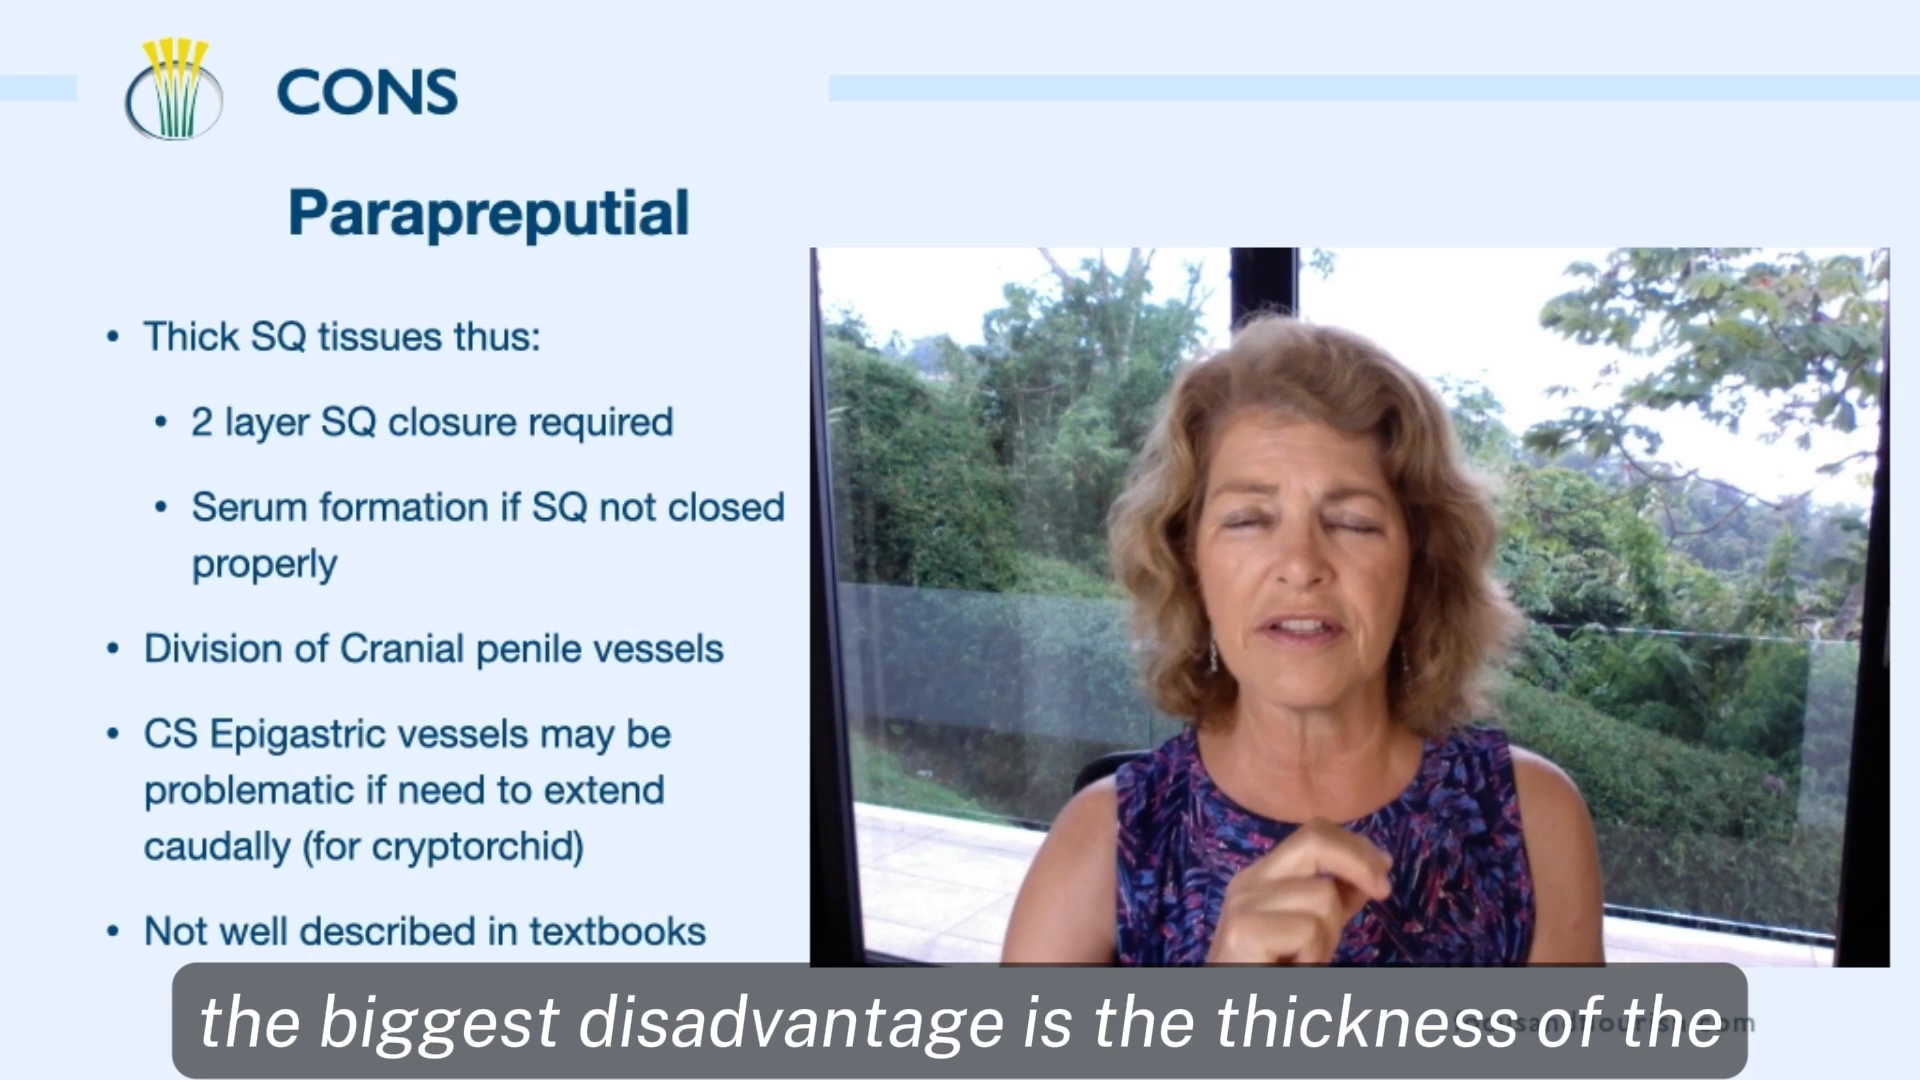 CONS
Parapreputial
• Thick SQ tissues thus:
• 2 layer SQ closure required
• Serum formation if SQ not closed
properly
• Division of Cranial penile vessels
• CS Epigastric vessels may be
problematic if need to extend
caudally (for cryptorchid)
• Not well described in textbooks
the biggest disadvantage is the thickness of the